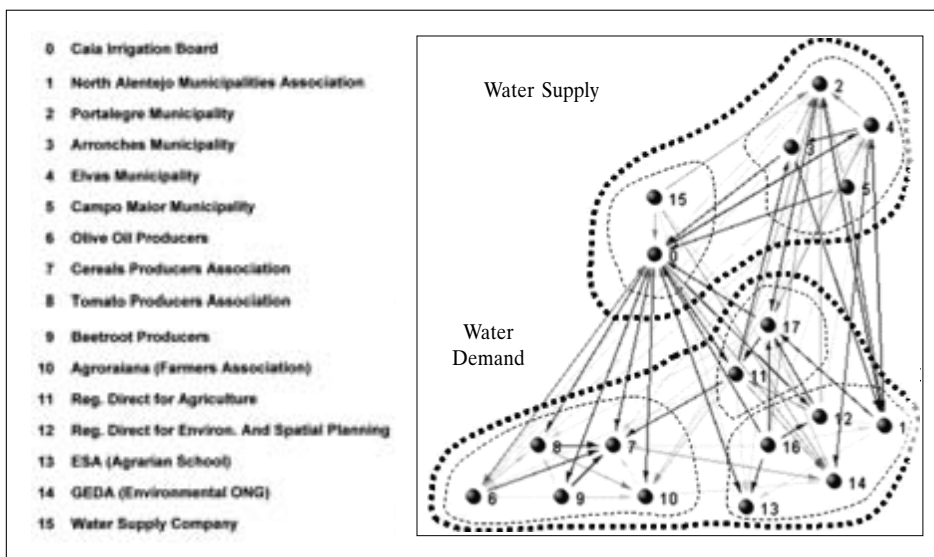 0 Caia Irrigation Board
1 North Alentejo Municipalities Association
2 Portalegre Municipality
3 Arronches Municipality
4 Elvas Municipality
5 Campo Maior Municipality
6 Olive Oil Producers
7 Cereals Producers Association
8 Tomato Producers Association
9 Beetroot Producers
10 Agroraiana (Farmers Association)
11 Reg. Direct for Agriculture
12 Reg. Direct for Environ. And Spatial Planning
13 ESA (Agrarian School)
14 GEDA (Environmental ONG)
15 Water Supply Company
Water Supply
2
4
3
5
15
0
Water
Demand
17
11
12
1
8
7
16
14
6
9
10
13